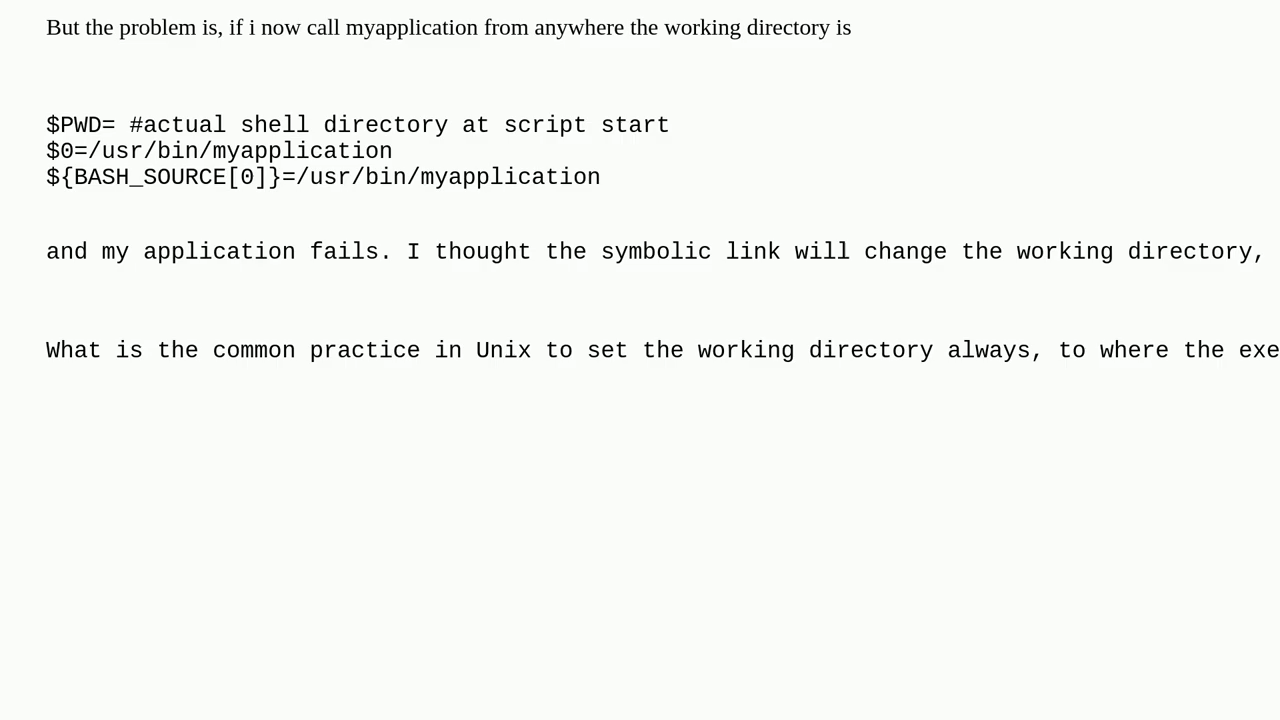 But the problem is, if i now call myapplication from anywhere the working directory is
$PWD= #actual shell directory at script start
$0=/usr/bin/myapplication
${BASH_SOURCE[0]}=/usr/bin/myapplication
and my application fails. I thought the symbolic link will change the working directory,
What is the common practice in Unix to set the working directory always, to where the exe